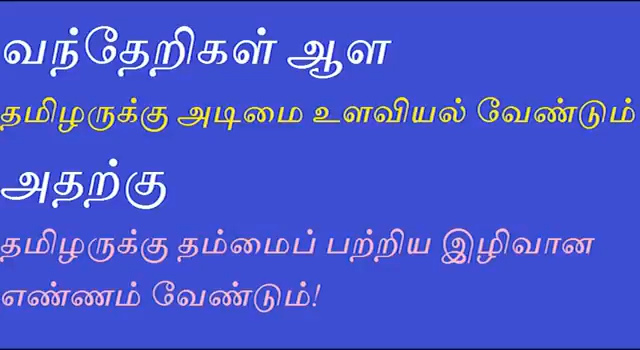 வந்தேறிகள் ஆள
தமிழருக்கு அடிமை உளவியல் வேண்டும்
அதற்கு
தமிழருக்கு தம்மைப் பற்றிய இழிவான
எண்ணம் வேண்டும்!